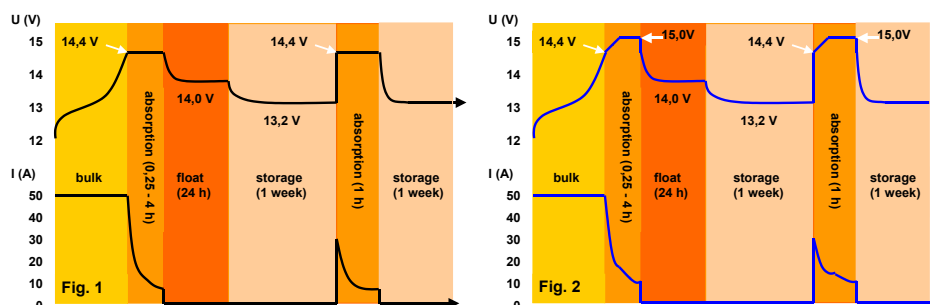 U (V)
15
14
13
12
14,4 V
14,0 V
13,2 V
14,4 V
absorption (0,25 - 4 h)
absorption (1 h)
I (A)
50
40
30
20
10
0
bulk
float
(24 h)
storage
(1 week)
storage
(1 week)
Fig. 1
U (V)
15
14
13
12
14,4 V
15,0V
14,0 V
13,2 V
14,4 V
15,0V
absorption (0,25 - 4 h)
absorption (1 h)
I (A)
50
40
30
20
10
0
bulk
float
(24 h)
storage
(1 week)
storage
(1 week)
Fig. 2